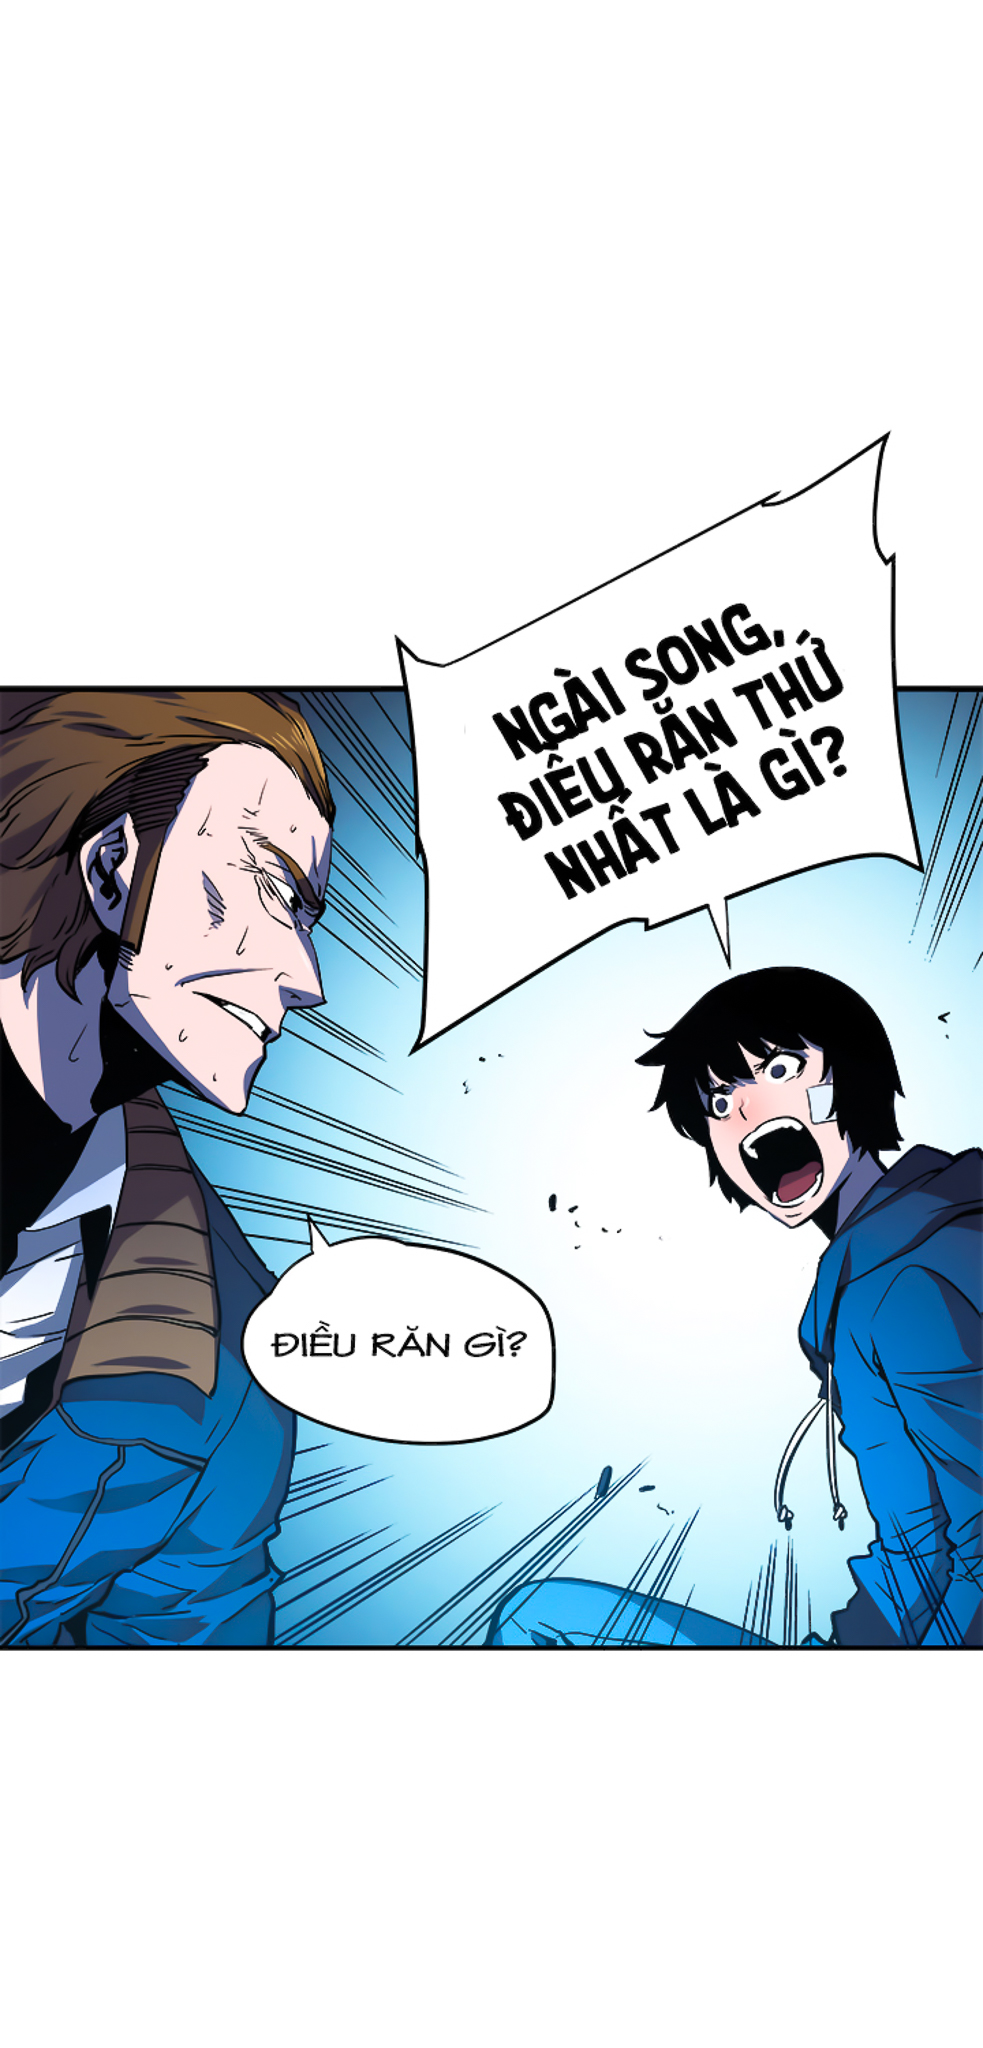 NGÀI SONG,
ĐIỀU RĂN THỨ
NHẤT LÀ GÌ?
ĐIỀU RĂN GÌ?